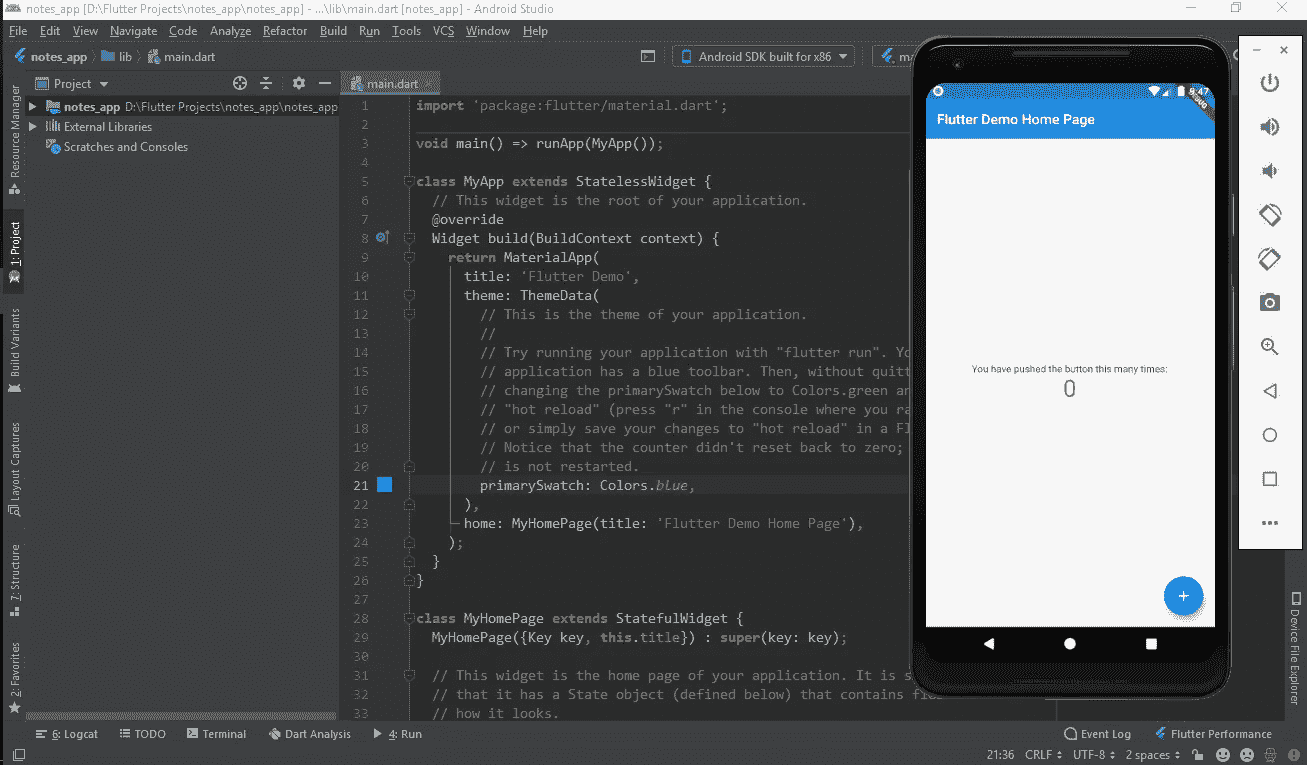 notes_app [D:\Flutter Projects\notes_app\notes_app] - ...\lib\main.dart [notes_app] - Android Studio
File Edit View Navigate Code Analyze Refactor Build Run Tools VCS Window Help
notes_app lib main.dart
Android SDK built for x86
Project
main.dart
notes_app D:\Flutter Projects\notes_app\notes_app
External Libraries
Scratches and Consoles
Resource Manager
1: Project
Build Variants
Layout Captures
7: Structure
2: Favorites
1 import 'package:flutter/material.dart';
2
3 void main() => runApp(MyApp());
4
5 class MyApp extends StatelessWidget {
6 // This widget is the root of your application.
7 @override
8 Widget build(BuildContext context) {
9 return MaterialApp(
10 title: 'Flutter Demo',
11 theme: ThemeData(
12 // This is the theme of your application.
13 //
14 // Try running your application with "flutter run".
15 // application has a blue toolbar. Then, without
16 // changing the primarySwatch below to Colors.green
17 // "hot reload" (press "r" in the console where you
18 // or simply save your changes to "hot reload" in a
19 // Notice that the counter didn't reset back to zero;
20 // is not restarted.
21 primarySwatch: Colors.blue,
22 ),
23 home: MyHomePage(title: 'Flutter Demo Home Page'),
24 );
25 }
26 }
27
28 class MyHomePage extends StatefulWidget {
29 MyHomePage({Key key, this.title}) : super(key: key);
30
31 // This widget is the home page of your application. It is
32 // that it has a State object (defined below) that contains
33 // how it looks.
9:47
Flutter Demo Home Page
You have pushed the button this many times:
0
+
Device File Explorer
6: Logcat TODO Terminal Dart Analysis 4: Run Event Log Flutter Performance
21:36 CRLF UTF-8 2 spaces